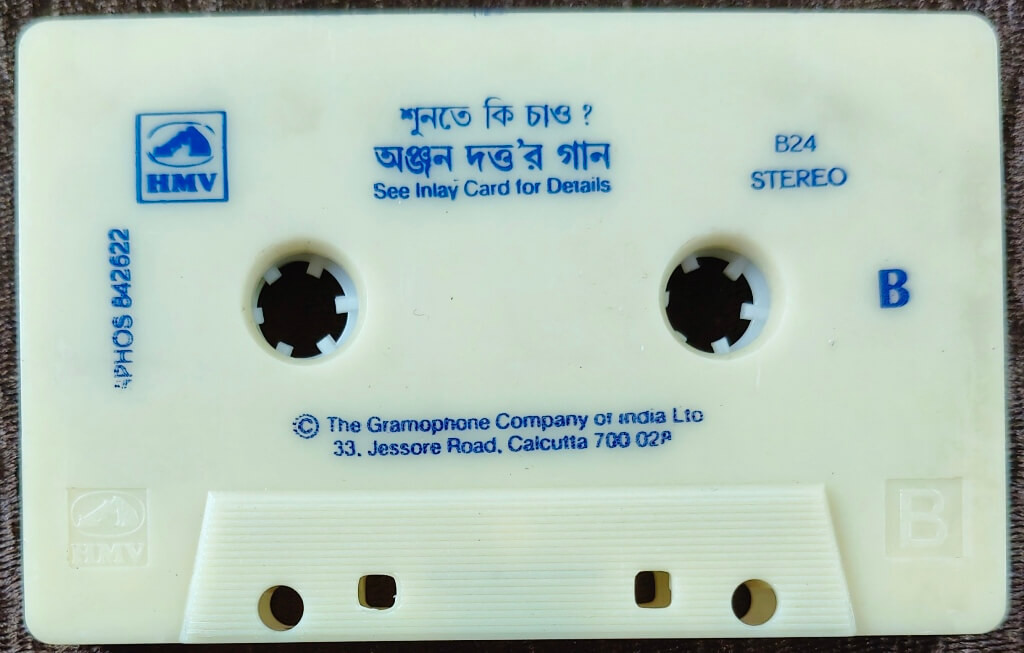 শুনতে কি চাও ?
অঞ্জন দত্ত'র গান
See Inlay Card for Details
HMV
B24
STEREO
PHOS 842622
B
© The Gramophone Company of India Ltd
33, Jessore Road, Calcutta 700 028
HMV
B